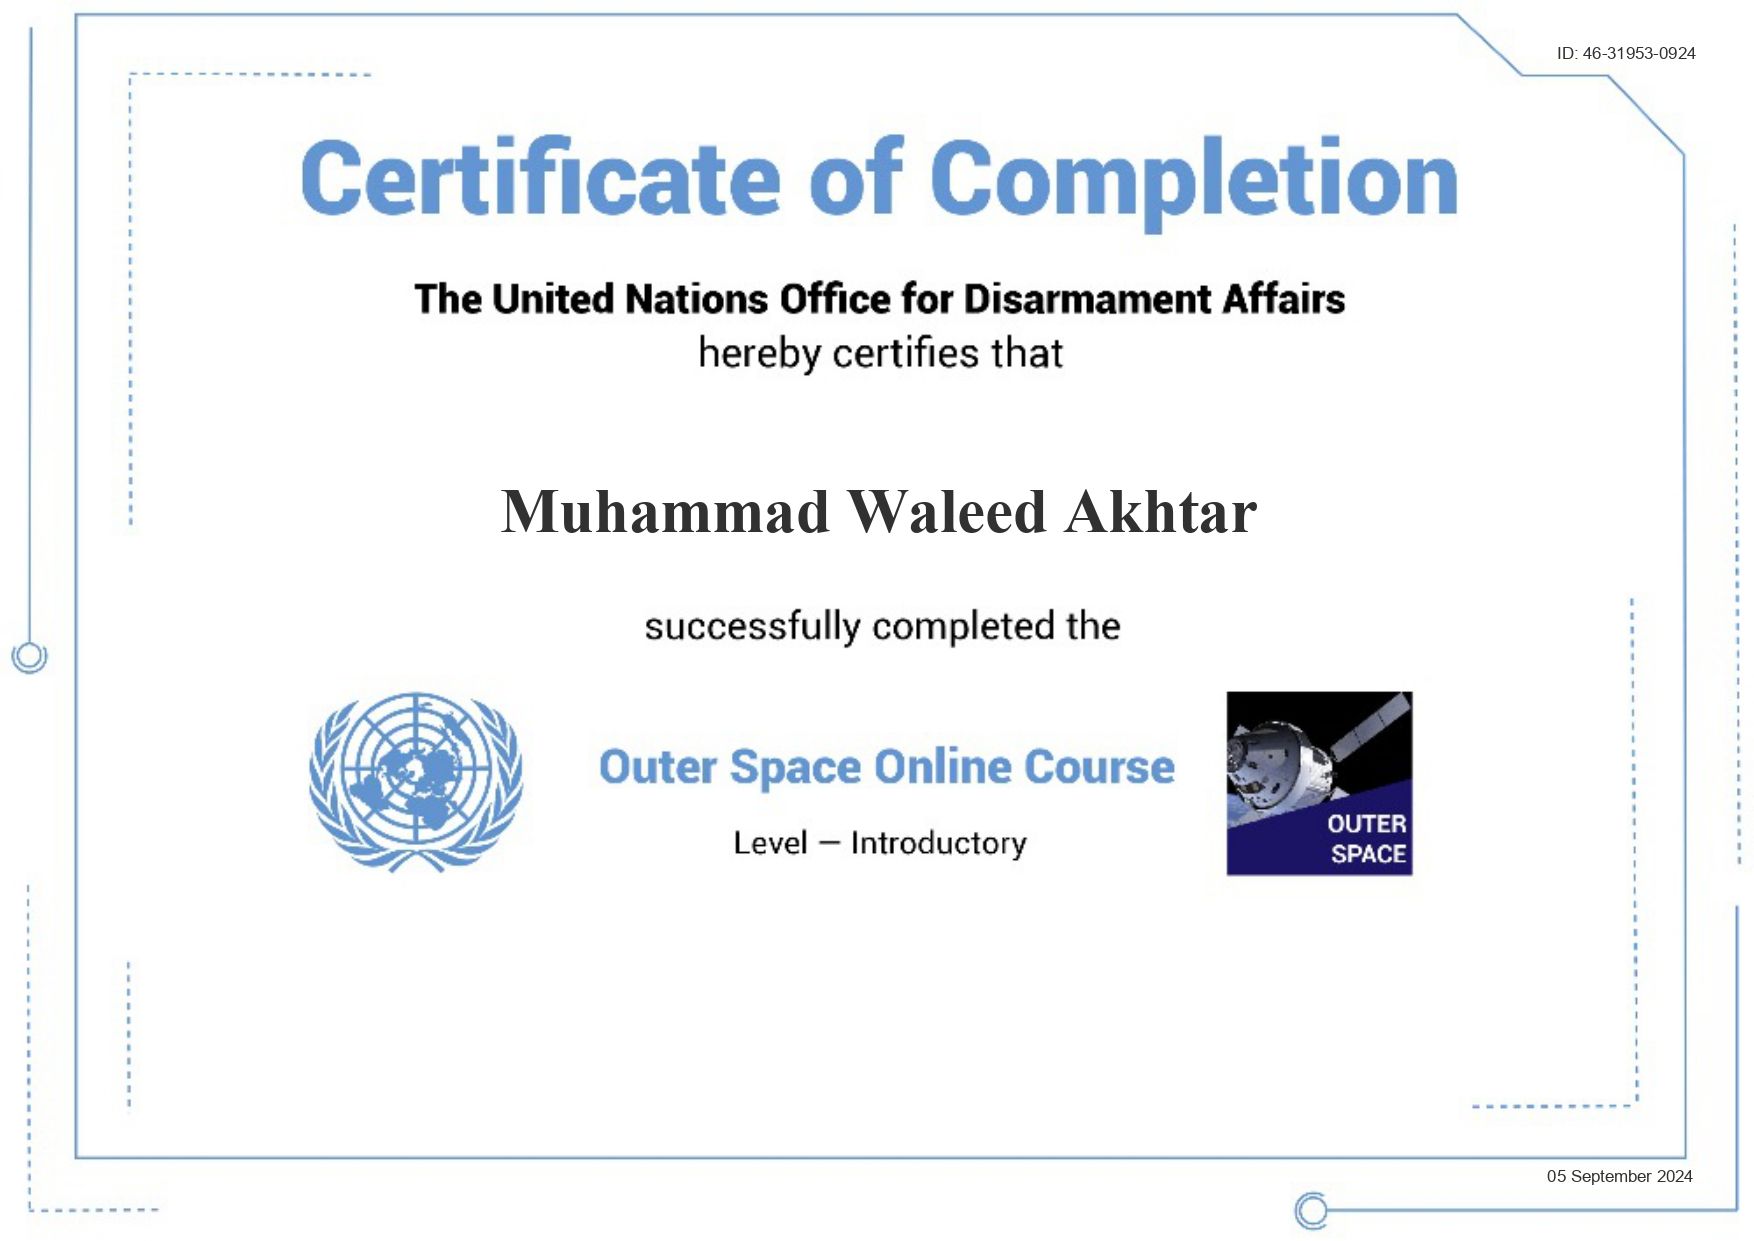 ID: 46-31953-0924
Certificate of Completion
The United Nations Office for Disarmament Affairs
hereby certifies that
Muhammad Waleed Akhtar
successfully completed the
Outer Space Online Course
Level — Introductory
OUTER
SPACE
05 September 2024